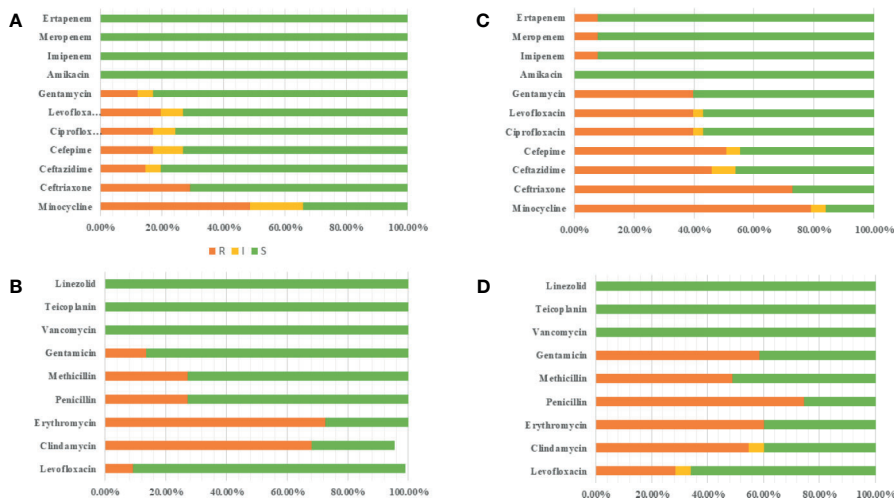 A
Ertapenem
Meropenem
Imipenem
Amikacin
Gentamycin
Levofloxa...
Ciproflox...
Cefepime
Ceftazidime
Ceftriaxone
Minocycline
0.00% 20.00% 40.00% 60.00% 80.00% 100.00%
R I S
B
Linezolid
Teicoplanin
Vancomycin
Gentamicin
Methicillin
Penicillin
Erythromycin
Clindamycin
Levofloxacin
0.00% 20.00% 40.00% 60.00% 80.00% 100.00%
C
Ertapenem
Meropenem
Imipenem
Amikacin
Gentamycin
Levofloxacin
Ciprofloxacin
Cefepime
Ceftazidime
Ceftriaxone
Minocycline
0.00% 20.00% 40.00% 60.00% 80.00% 100.00%
D
Linezolid
Teicoplanin
Vancomycin
Gentamicin
Methicillin
Penicillin
Erythromycin
Clindamycin
Levofloxacin
0.00% 20.00% 40.00% 60.00% 80.00% 100.00%